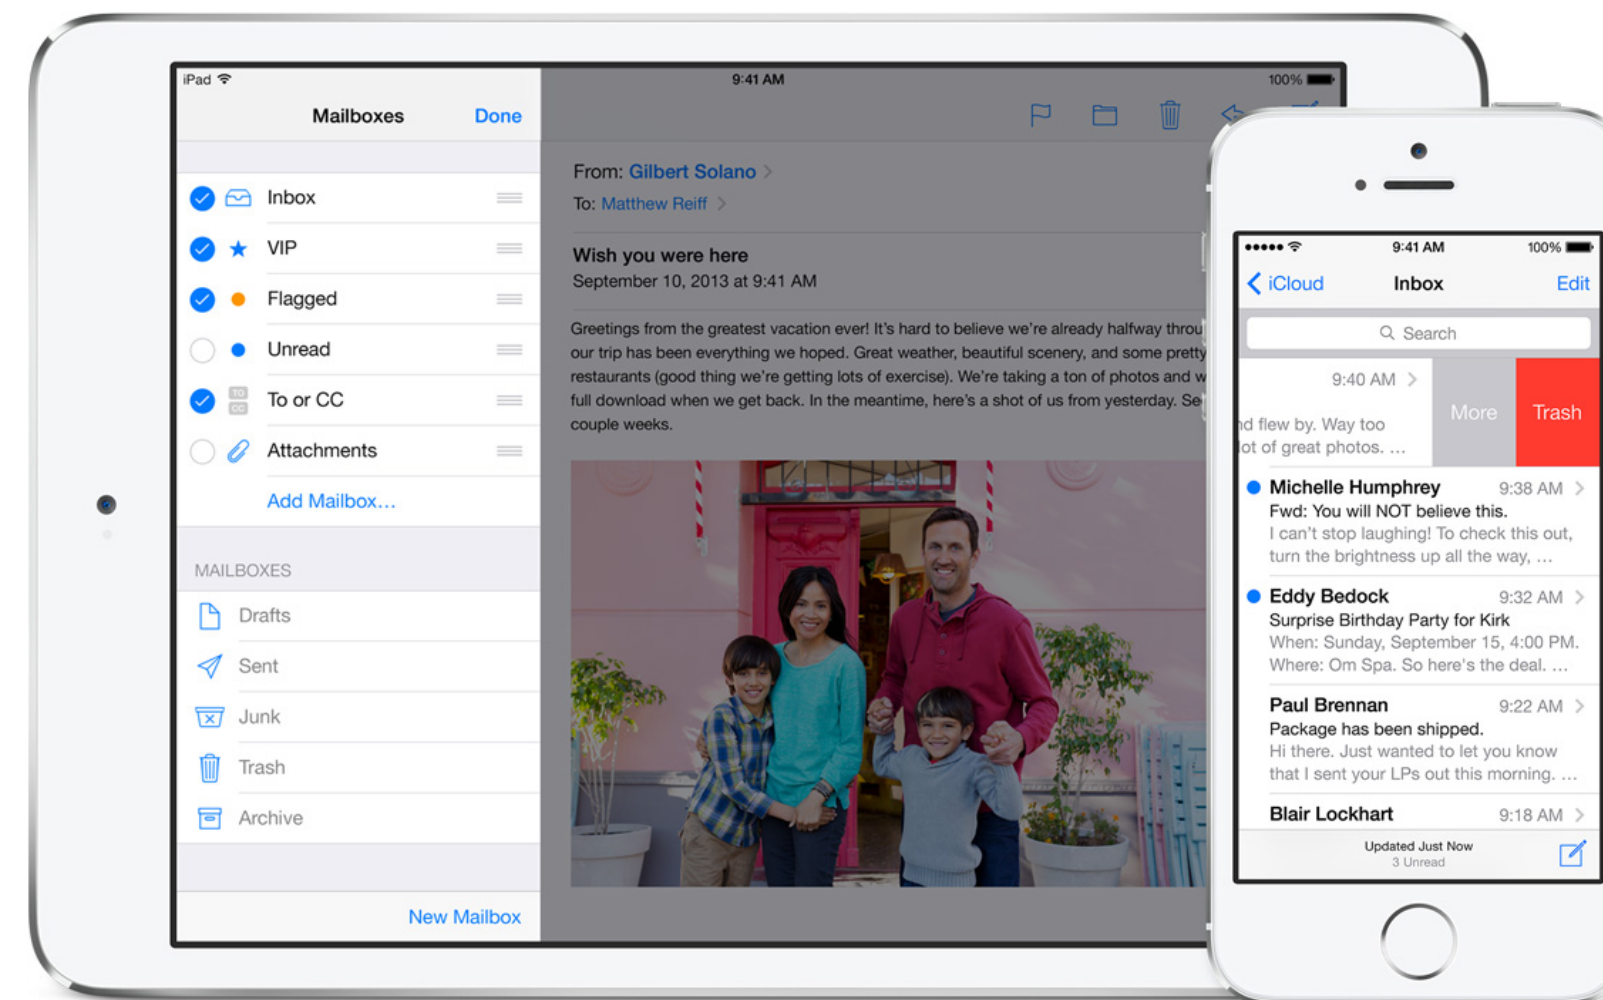 iPad
9:41 AM
100%
Mailboxes
Done
Inbox
VIP
Flagged
Unread
TO
CC
To or CC
Attachments
Add Mailbox...
MAILBOXES
Drafts
Sent
Junk
Trash
Archive
New Mailbox
From: Gilbert Solano
To: Matthew Reiff
Wish you were here
September 10, 2013 at 9:41 AM
Greetings from the greatest vacation ever! It's hard to believe we're already halfway
our trip has been everything we hoped. Great weather, beautiful scenery, and some pretty
restaurants (good thing we're getting lots of exercise). We're taking a ton of photos and
full download when we get back. In the meantime, here's a shot of us from yesterday.
couple weeks.
9:41 AM
100%
iCloud
Inbox
Edit
Search
9:40 AM
flew by. Way too
of great photos. ...
More
Trash
Michelle Humphrey 9:38 AM
Fwd: You will NOT believe this.
I can't stop laughing! To check this out,
turn the brightness up all the way, ...
Eddy Bedock 9:32 AM
Surprise Birthday Party for Kirk
When: Sunday, September 15, 4:00 PM.
Where: Om Spa. So here's the deal. ...
Paul Brennan 9:22 AM
Package has been shipped.
Hi there. Just wanted to let you know
that I sent your LPs out this morning. ...
Blair Lockhart 9:18 AM
Updated Just Now
3 Unread